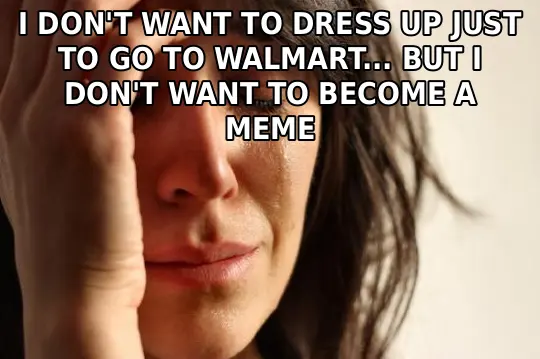 I DON'T WANT TO DRESS UP JUST
TO GO TO WALMART... BUT I
DON'T WANT TO BECOME A
MEME